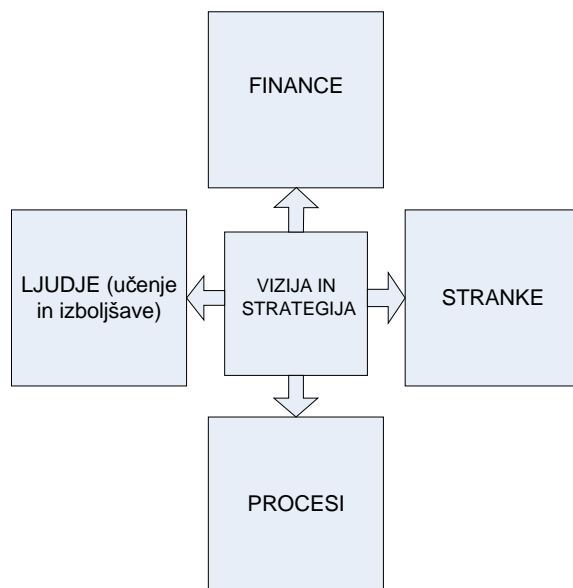 FINANCE
LJUDJE (učenje
in izboljšave)
VIZIJA IN
STRATEGIJA
STRANKE
PROCESI